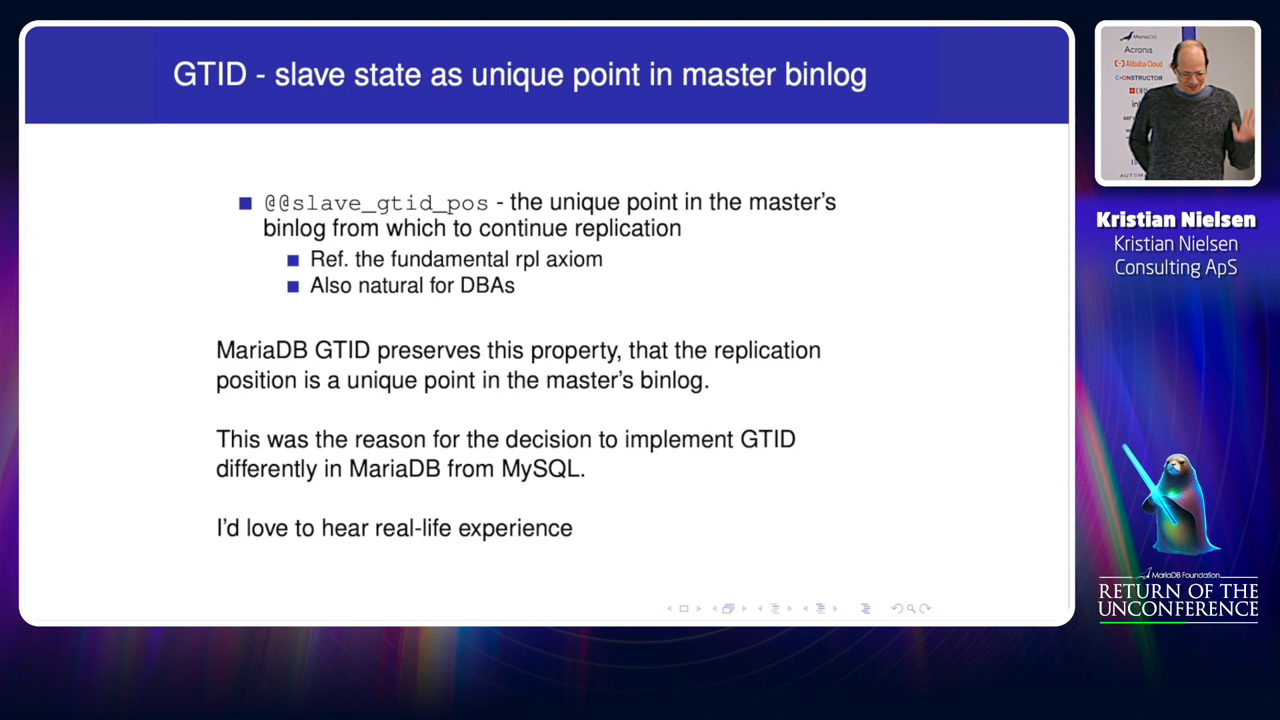 GTID - slave state as unique point in master binlog
@@slave_gtid_pos - the unique point in the master's
binlog from which to continue replication
Ref. the fundamental rpl axiom
Also natural for DBAs
MariaDB GTID preserves this property, that the replication
position is a unique point in the master's binlog.
This was the reason for the decision to implement GTID
differently in MariaDB from MySQL.
I'd love to hear real-life experience
MariaDB
Acronis
Alibaba Cloud
CONSTRUCTOR
Kristian Nielsen
Kristian Nielsen
Consulting ApS
MariaDB Foundation
RETURN OF THE
UNCONFERENCE